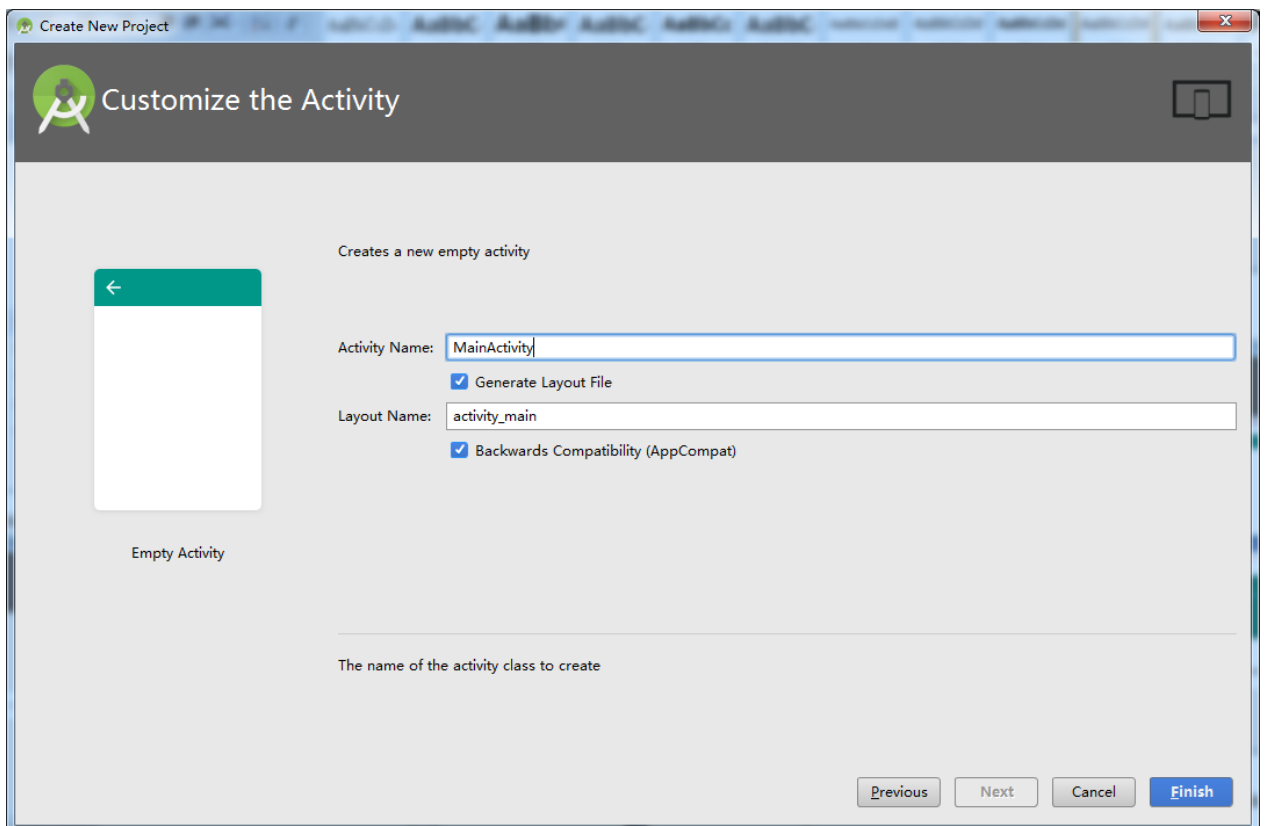 Create New Project
Customize the Activity
Creates a new empty activity
Activity Name: MainActivity
Generate Layout File
Layout Name: activity_main
Backwards Compatibility (AppCompat)
Empty Activity
The name of the activity class to create
Previous Next Cancel Finish